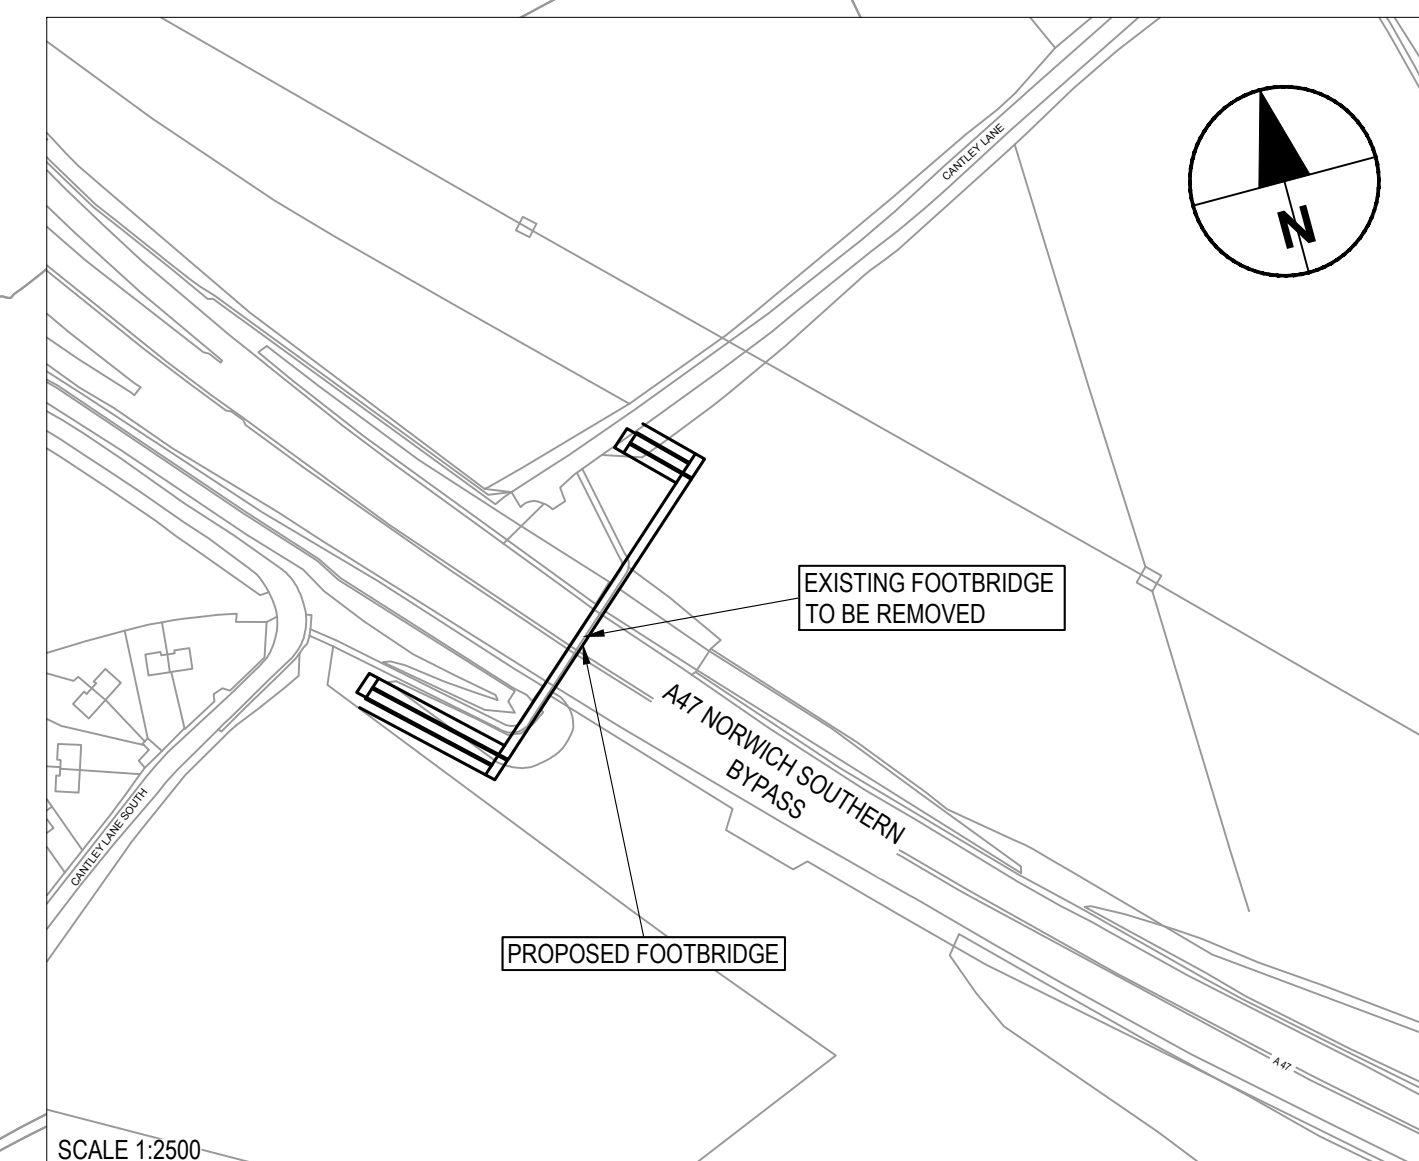 CANTLEY LANE
N
EXISTING FOOTBRIDGE
TO BE REMOVED
A47 NORWICH SOUTHERN
BYPASS
CANTLEY LANE SOUTH
PROPOSED FOOTBRIDGE
A47
SCALE 1:2500